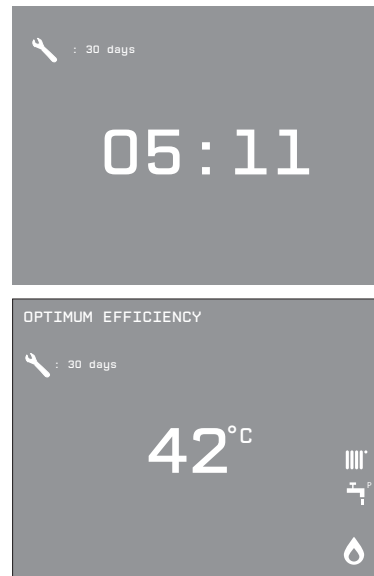 : 30 days
05:11
OPTIMUM EFFICIENCY
: 30 days
42°C
P